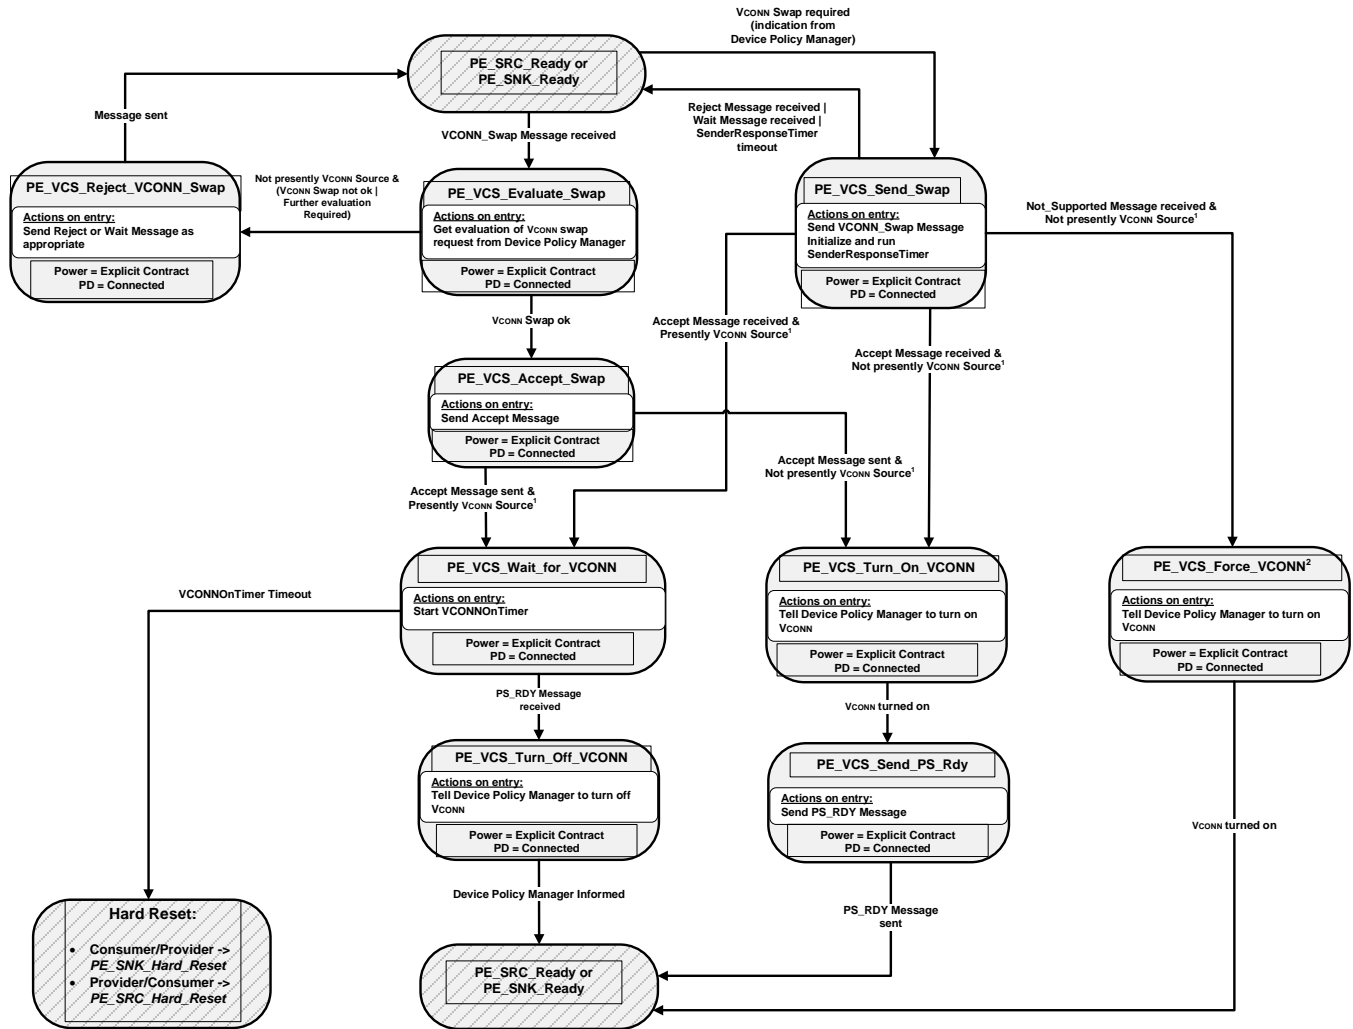 VCONN Swap required
(indication from
Device Policy Manager)
PE_SRC_Ready or
PE_SNK_Ready
Message sent
Reject Message received |
Wait Message received |
SenderResponseTimer
timeout
VCONN_Swap Message received
PE_VCS_Reject_VCONN_Swap
Actions on entry:
Send Reject or Wait Message as
appropriate
Power = Explicit Contract
PD = Connected
Not presently VCONN Source &
(VCONN Swap not ok |
Further evaluation
Required)
PE_VCS_Evaluate_Swap
Actions on entry:
Get evaluation of VCONN swap
request from Device Policy Manager
Power = Explicit Contract
PD = Connected
PE_VCS_Send_Swap
Actions on entry:
Send VCONN_Swap Message
Initialize and run
SenderResponseTimer
Power = Explicit Contract
PD = Connected
Not_Supported Message received &
Not presently VCONN Source¹
VCONN Swap ok
Accept Message received &
Presently VCONN Source¹
Accept Message received &
Not presently VCONN Source¹
PE_VCS_Accept_Swap
Actions on entry:
Send Accept Message
Power = Explicit Contract
PD = Connected
Accept Message sent &
Not presently VCONN Source¹
Accept Message sent &
Presently VCONN Source¹
PE_VCS_Wait_for_VCONN
Actions on entry:
Start VCONNOnTimer
Power = Explicit Contract
PD = Connected
PE_VCS_Turn_On_VCONN
Actions on entry:
Tell Device Policy Manager to turn on
VCONN
Power = Explicit Contract
PD = Connected
PE_VCS_Force_VCONN²
Actions on entry:
Tell Device Policy Manager to turn on
VCONN
Power = Explicit Contract
PD = Connected
VCONNOnTimer Timeout
PS_RDY Message
received
VCONN turned on
PE_VCS_Turn_Off_VCONN
Actions on entry:
Tell Device Policy Manager to turn off
VCONN
Power = Explicit Contract
PD = Connected
PE_VCS_Send_PS_Rdy
Actions on entry:
Send PS_RDY Message
Power = Explicit Contract
PD = Connected
VCONN turned on
Device Policy Manager Informed
PS_RDY Message
sent
Hard Reset:
• Consumer/Provider ->
PE_SNK_Hard_Reset
• Provider/Consumer ->
PE_SRC_Hard_Reset
PE_SRC_Ready or
PE_SNK_Ready